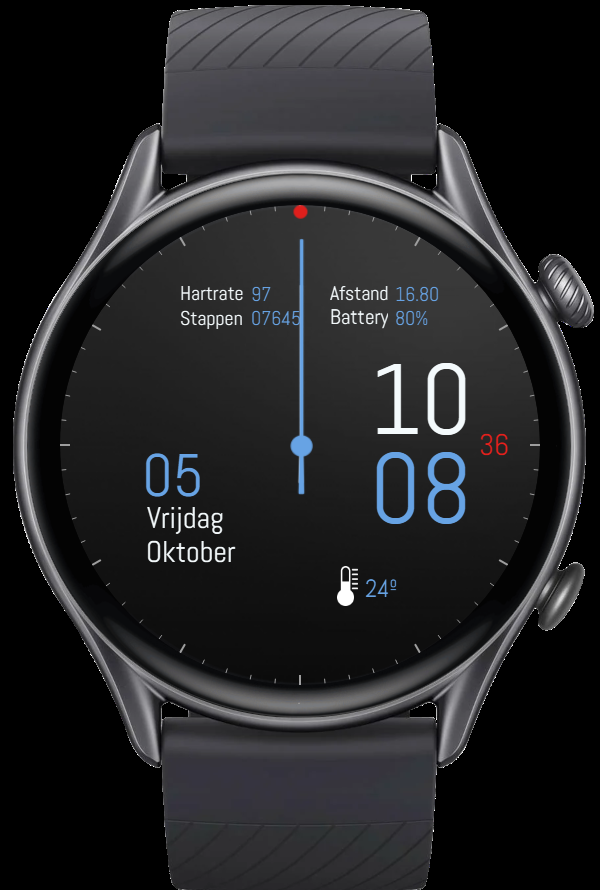 Hartrate 97
Stappen 07645
Afstand 16.80
Battery 80%
10
36
08
05
Vrijdag
Oktober
24º